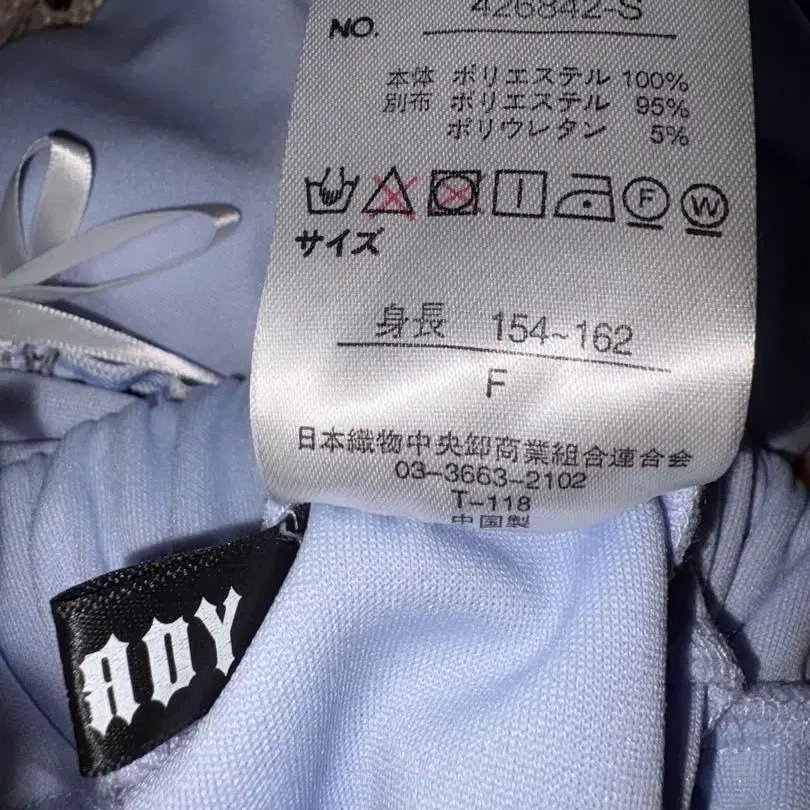 NO. 426842-S
本体 ポリエステル 100%
別布 ポリエステル 95%
ポリウレタン 5%
F W
サイズ
身長 154~162
F
日本織物中央卸商業組合連合会
03-3663-2102
T-118
中国製
ADY